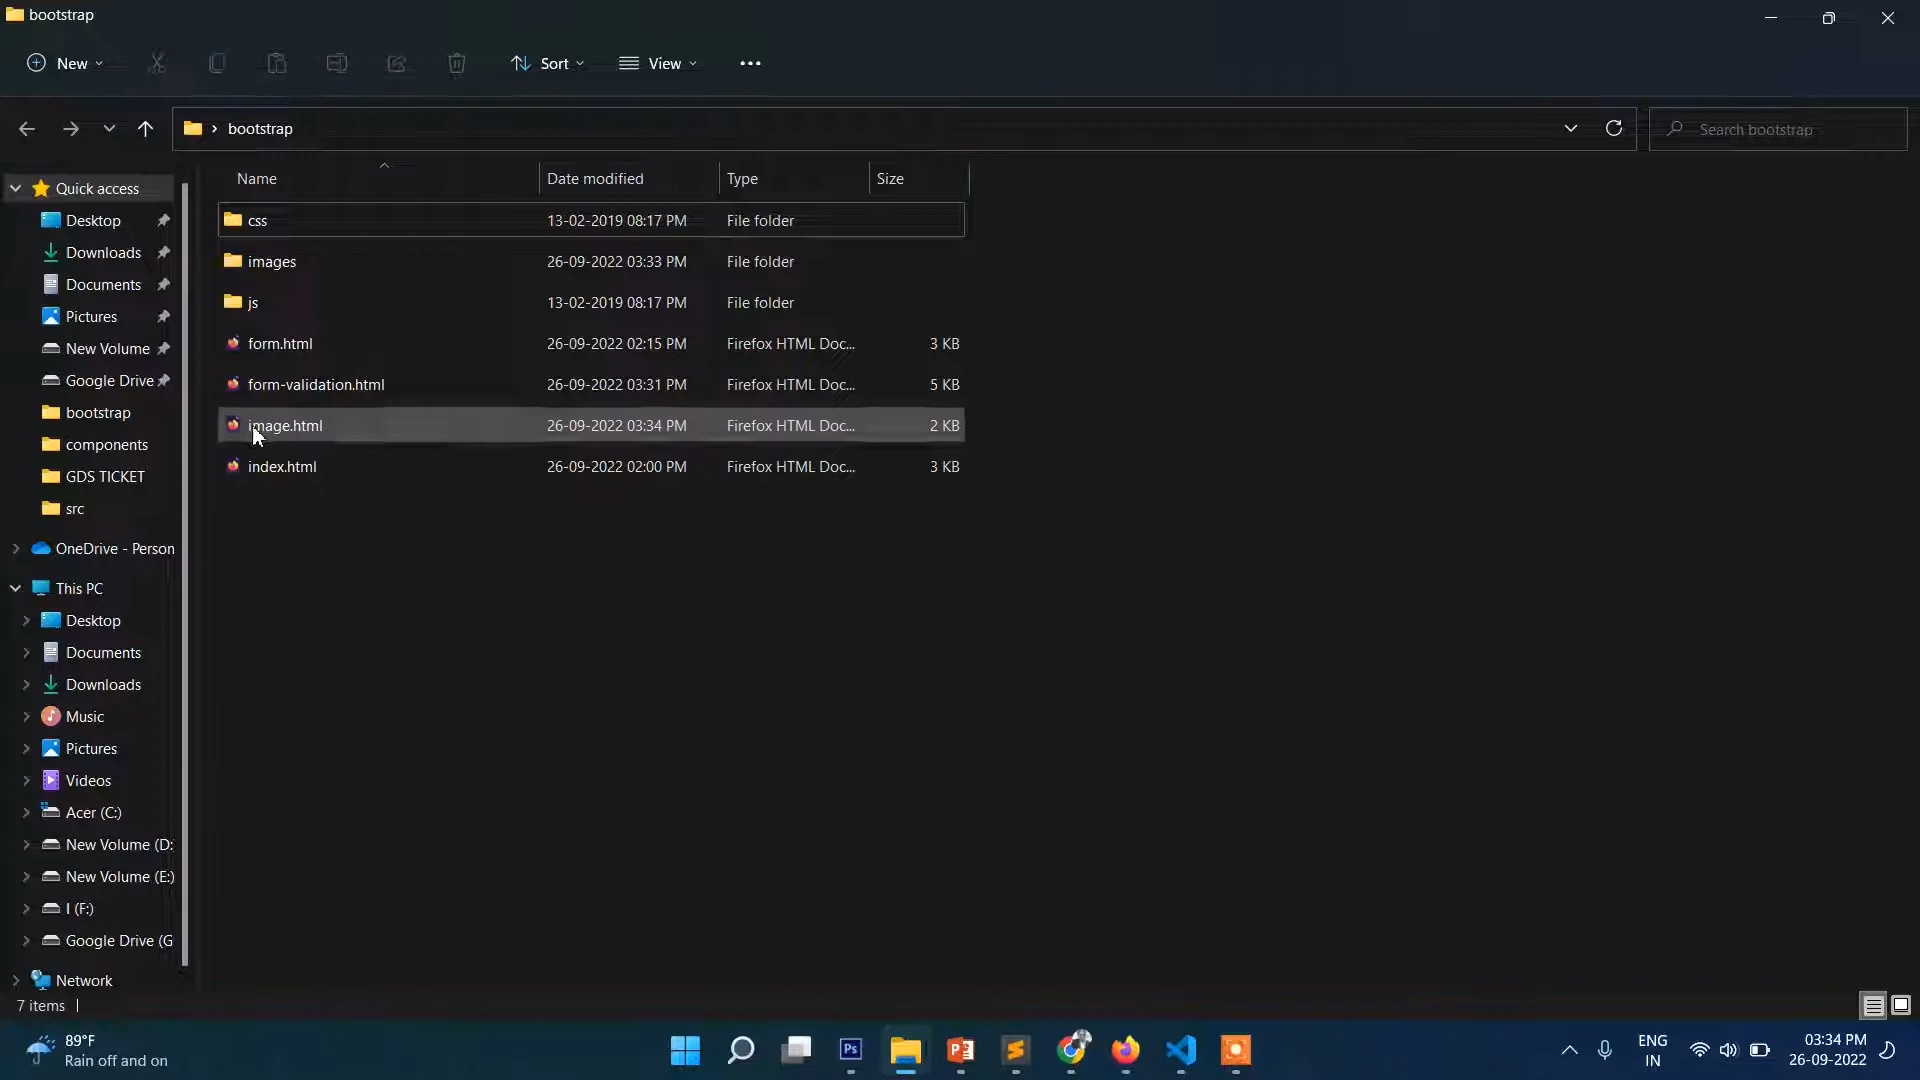 bootstrap
New
Sort
View
bootstrap
Search bootstrap
Name Date modified Type Size
css 13-02-2019 08:17 PM File folder
images 26-09-2022 03:33 PM File folder
js 13-02-2019 08:17 PM File folder
form.html 26-09-2022 02:15 PM Firefox HTML Doc... 3 KB
form-validation.html 26-09-2022 03:31 PM Firefox HTML Doc... 5 KB
image.html 26-09-2022 03:34 PM Firefox HTML Doc... 2 KB
index.html 26-09-2022 02:00 PM Firefox HTML Doc... 3 KB
Quick access
Desktop
Downloads
Documents
Pictures
New Volume
Google Drive
bootstrap
components
GDS TICKET
src
OneDrive - Person
This PC
Desktop
Documents
Downloads
Music
Pictures
Videos
Acer (C:)
New Volume (D:
New Volume (E:)
I (F:)
Google Drive (G
Network
7 items
89°F
Rain off and on
Ps
P
ENG
IN
03:34 PM
26-09-2022